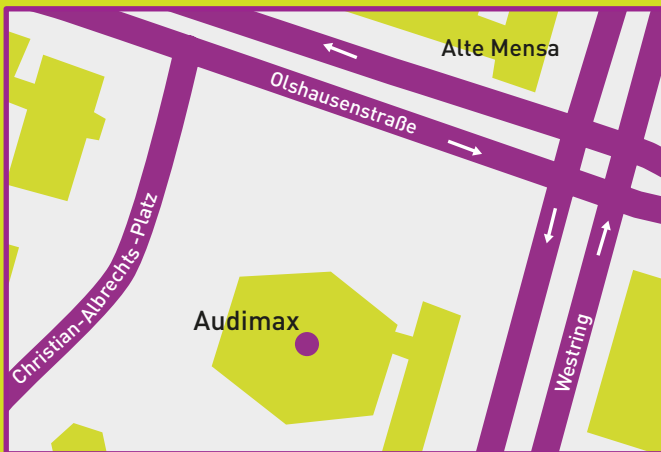 Alte Mensa
Olshausenstraße
Christian-Albrechts-Platz
Audimax
Westring